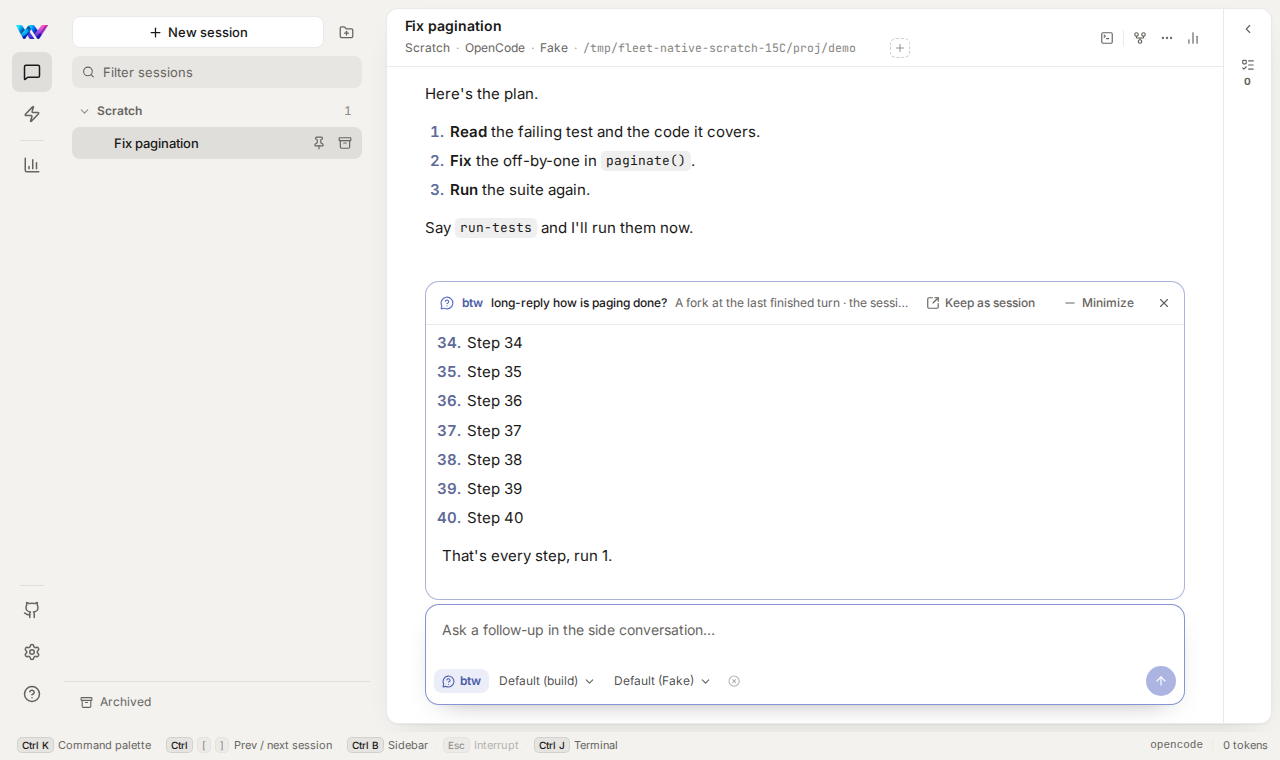 New session
Filter sessions
Scratch 1
Fix pagination
Archived
Fix pagination
Scratch · OpenCode · Fake · /tmp/fleet-native-scratch-15C/proj/demo
0
Here's the plan.
1. Read the failing test and the code it covers.
2. Fix the off-by-one in paginate().
3. Run the suite again.
Say run-tests and I'll run them now.
btw long-reply how is paging done? A fork at the last finished turn · the sessi... Keep as session Minimize
34. Step 34
35. Step 35
36. Step 36
37. Step 37
38. Step 38
39. Step 39
40. Step 40
That's every step, run 1.
Ask a follow-up in the side conversation...
btw Default (build) Default (Fake)
Ctrl K Command palette Ctrl [ ] Prev / next session Ctrl B Sidebar Esc Interrupt Ctrl J Terminal opencode 0 tokens